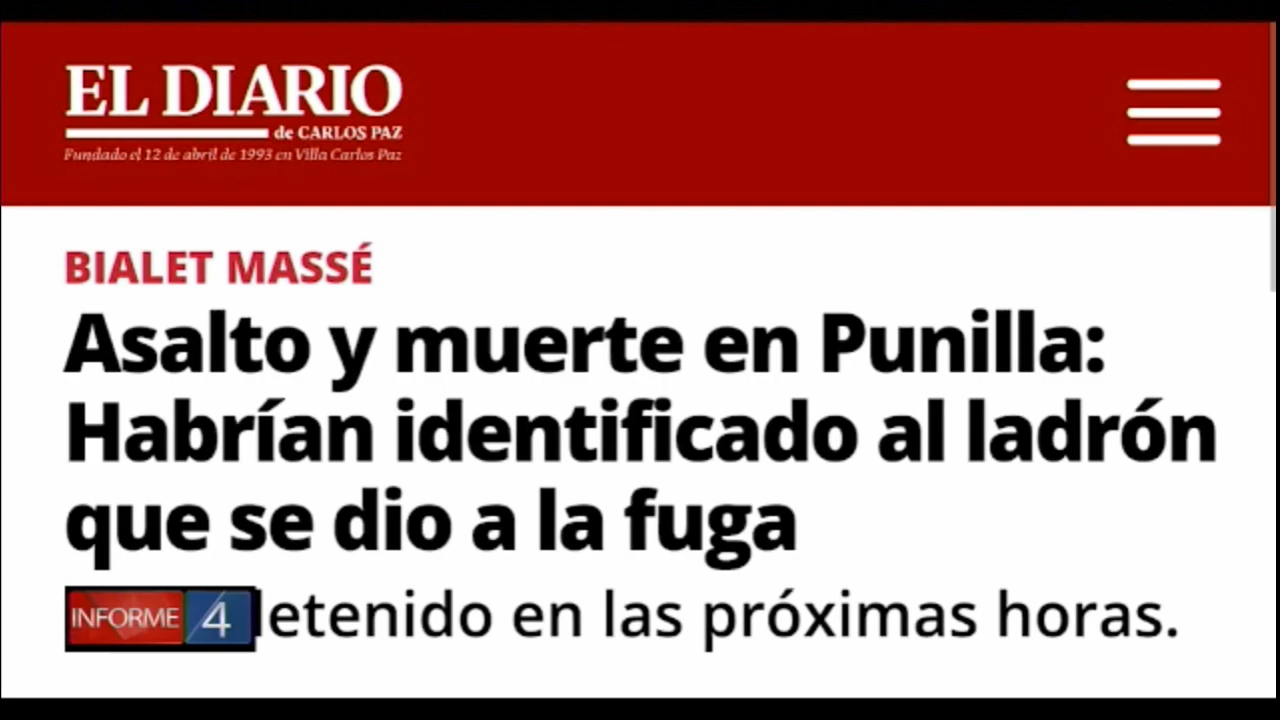 EL DIARIO
de CARLOS PAZ
Fundado el 12 de abril de 1993 en Villa Carlos Paz
BIALET MASSÉ
Asalto y muerte en Punilla:
Habrían identificado al ladrón
que se dio a la fuga
INFORME 4 etenido en las próximas horas.